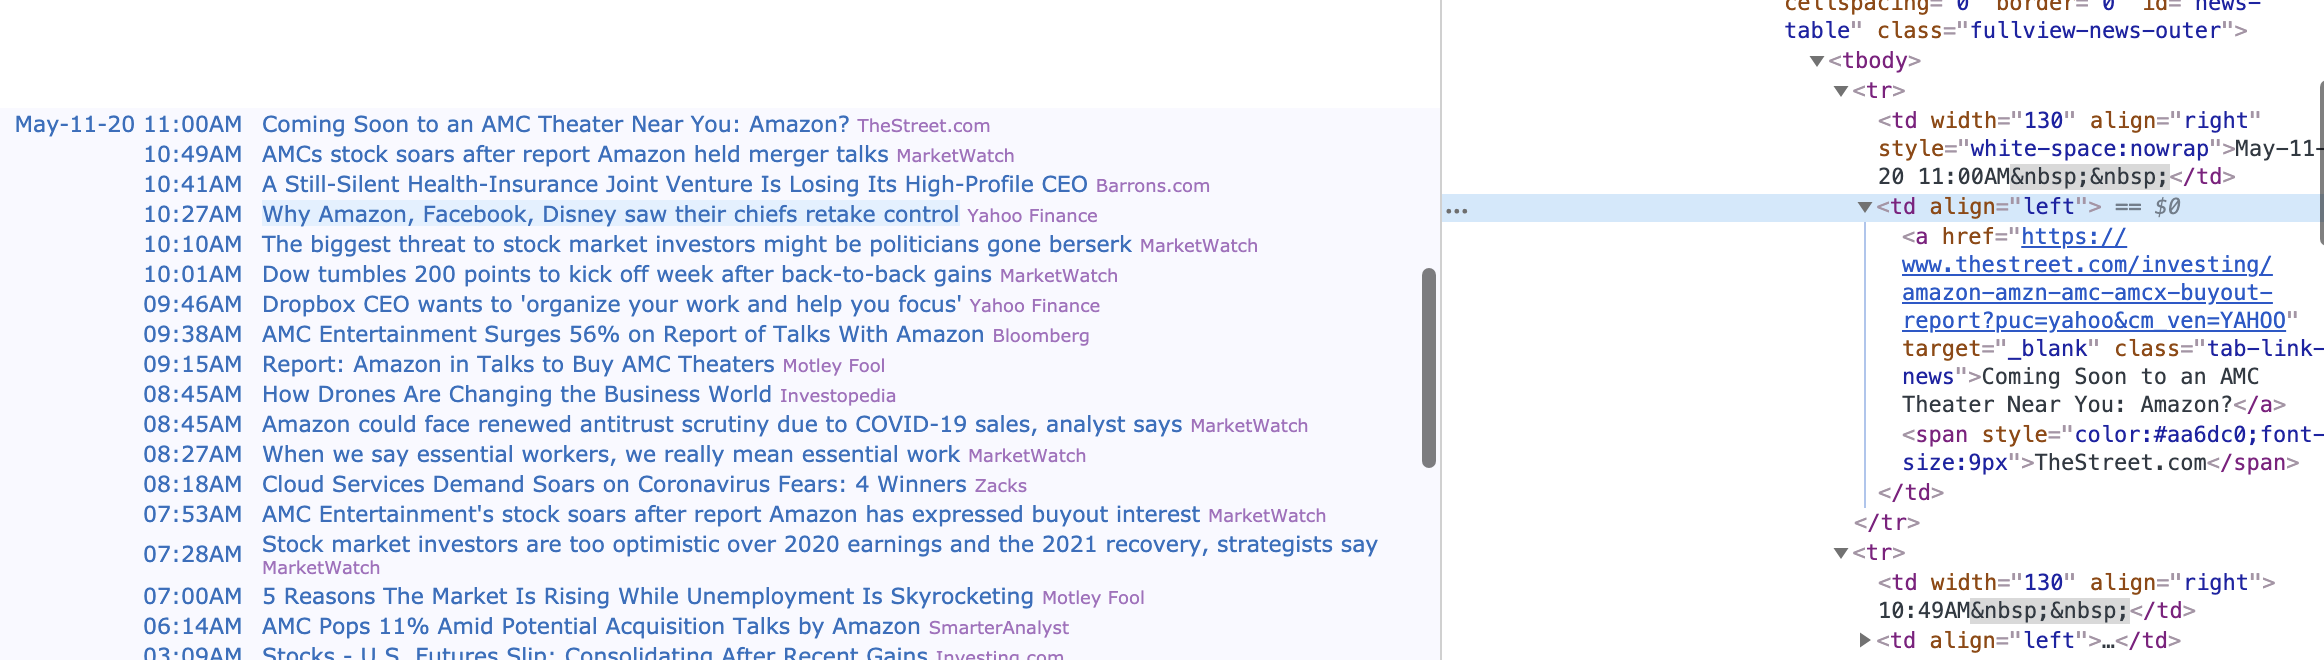 May-11-20 11:00AM Coming Soon to an AMC Theater Near You: Amazon? TheStreet.com
10:49AM AMCs stock soars after report Amazon held merger talks MarketWatch
10:41AM A Still-Silent Health-Insurance Joint Venture Is Losing Its High-Profile CEO Barrons.com
10:27AM Why Amazon, Facebook, Disney saw their chiefs retake control Yahoo Finance
10:10AM The biggest threat to stock market investors might be politicians gone berserk MarketWatch
10:01AM Dow tumbles 200 points to kick off week after back-to-back gains MarketWatch
09:46AM Dropbox CEO wants to 'organize your work and help you focus' Yahoo Finance
09:38AM AMC Entertainment Surges 56% on Report of Talks With Amazon Bloomberg
09:15AM Report: Amazon in Talks to Buy AMC Theaters Motley Fool
08:45AM How Drones Are Changing the Business World Investopedia
08:45AM Amazon could face renewed antitrust scrutiny due to COVID-19 sales, analyst says MarketWatch
08:27AM When we say essential workers, we really mean essential work MarketWatch
08:18AM Cloud Services Demand Soars on Coronavirus Fears: 4 Winners Zacks
07:53AM AMC Entertainment's stock soars after report Amazon has expressed buyout interest MarketWatch
07:28AM Stock market investors are too optimistic over 2020 earnings and the 2021 recovery, strategists say
MarketWatch
07:00AM 5 Reasons The Market Is Rising While Unemployment Is Skyrocketing Motley Fool
06:14AM AMC Pops 11% Amid Potential Acquisition Talks by Amazon SmarterAnalyst
03:09AM Stocks - U.S. Futures Slip; Consolidating After Recent Gains Investing.com
cellspacing="0" border="0" id="news-
table" class="fullview-news-outer">
<tbody>
<tr>
<td width="130" align="right"
style="white-space:nowrap">May-11-
20 11:00AM&nbsp;&nbsp;</td>
<td align="left"> == $0
<a href="https://
www.thestreet.com/investing/
amazon-amzn-amc-amcx-buyout-
report?puc=yahoo&cm_ven=YAHOO"
target="_blank" class="tab-link-
news">Coming Soon to an AMC
Theater Near You: Amazon?</a>
<span style="color:#aa6dc0;font-
size:9px">TheStreet.com</span>
</td>
</tr>
<tr>
<td width="130" align="right">
10:49AM&nbsp;&nbsp;</td>
<td align="left">…</td>